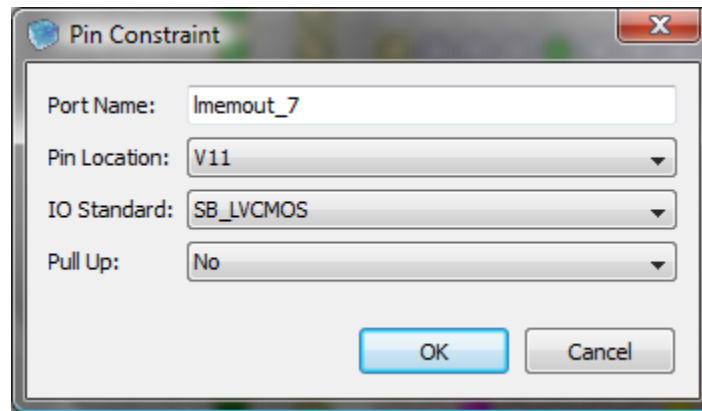 Pin Constraint
Port Name: lmemout_7
Pin Location: V11
IO Standard: SB_LVCMOS
Pull Up: No
OK Cancel